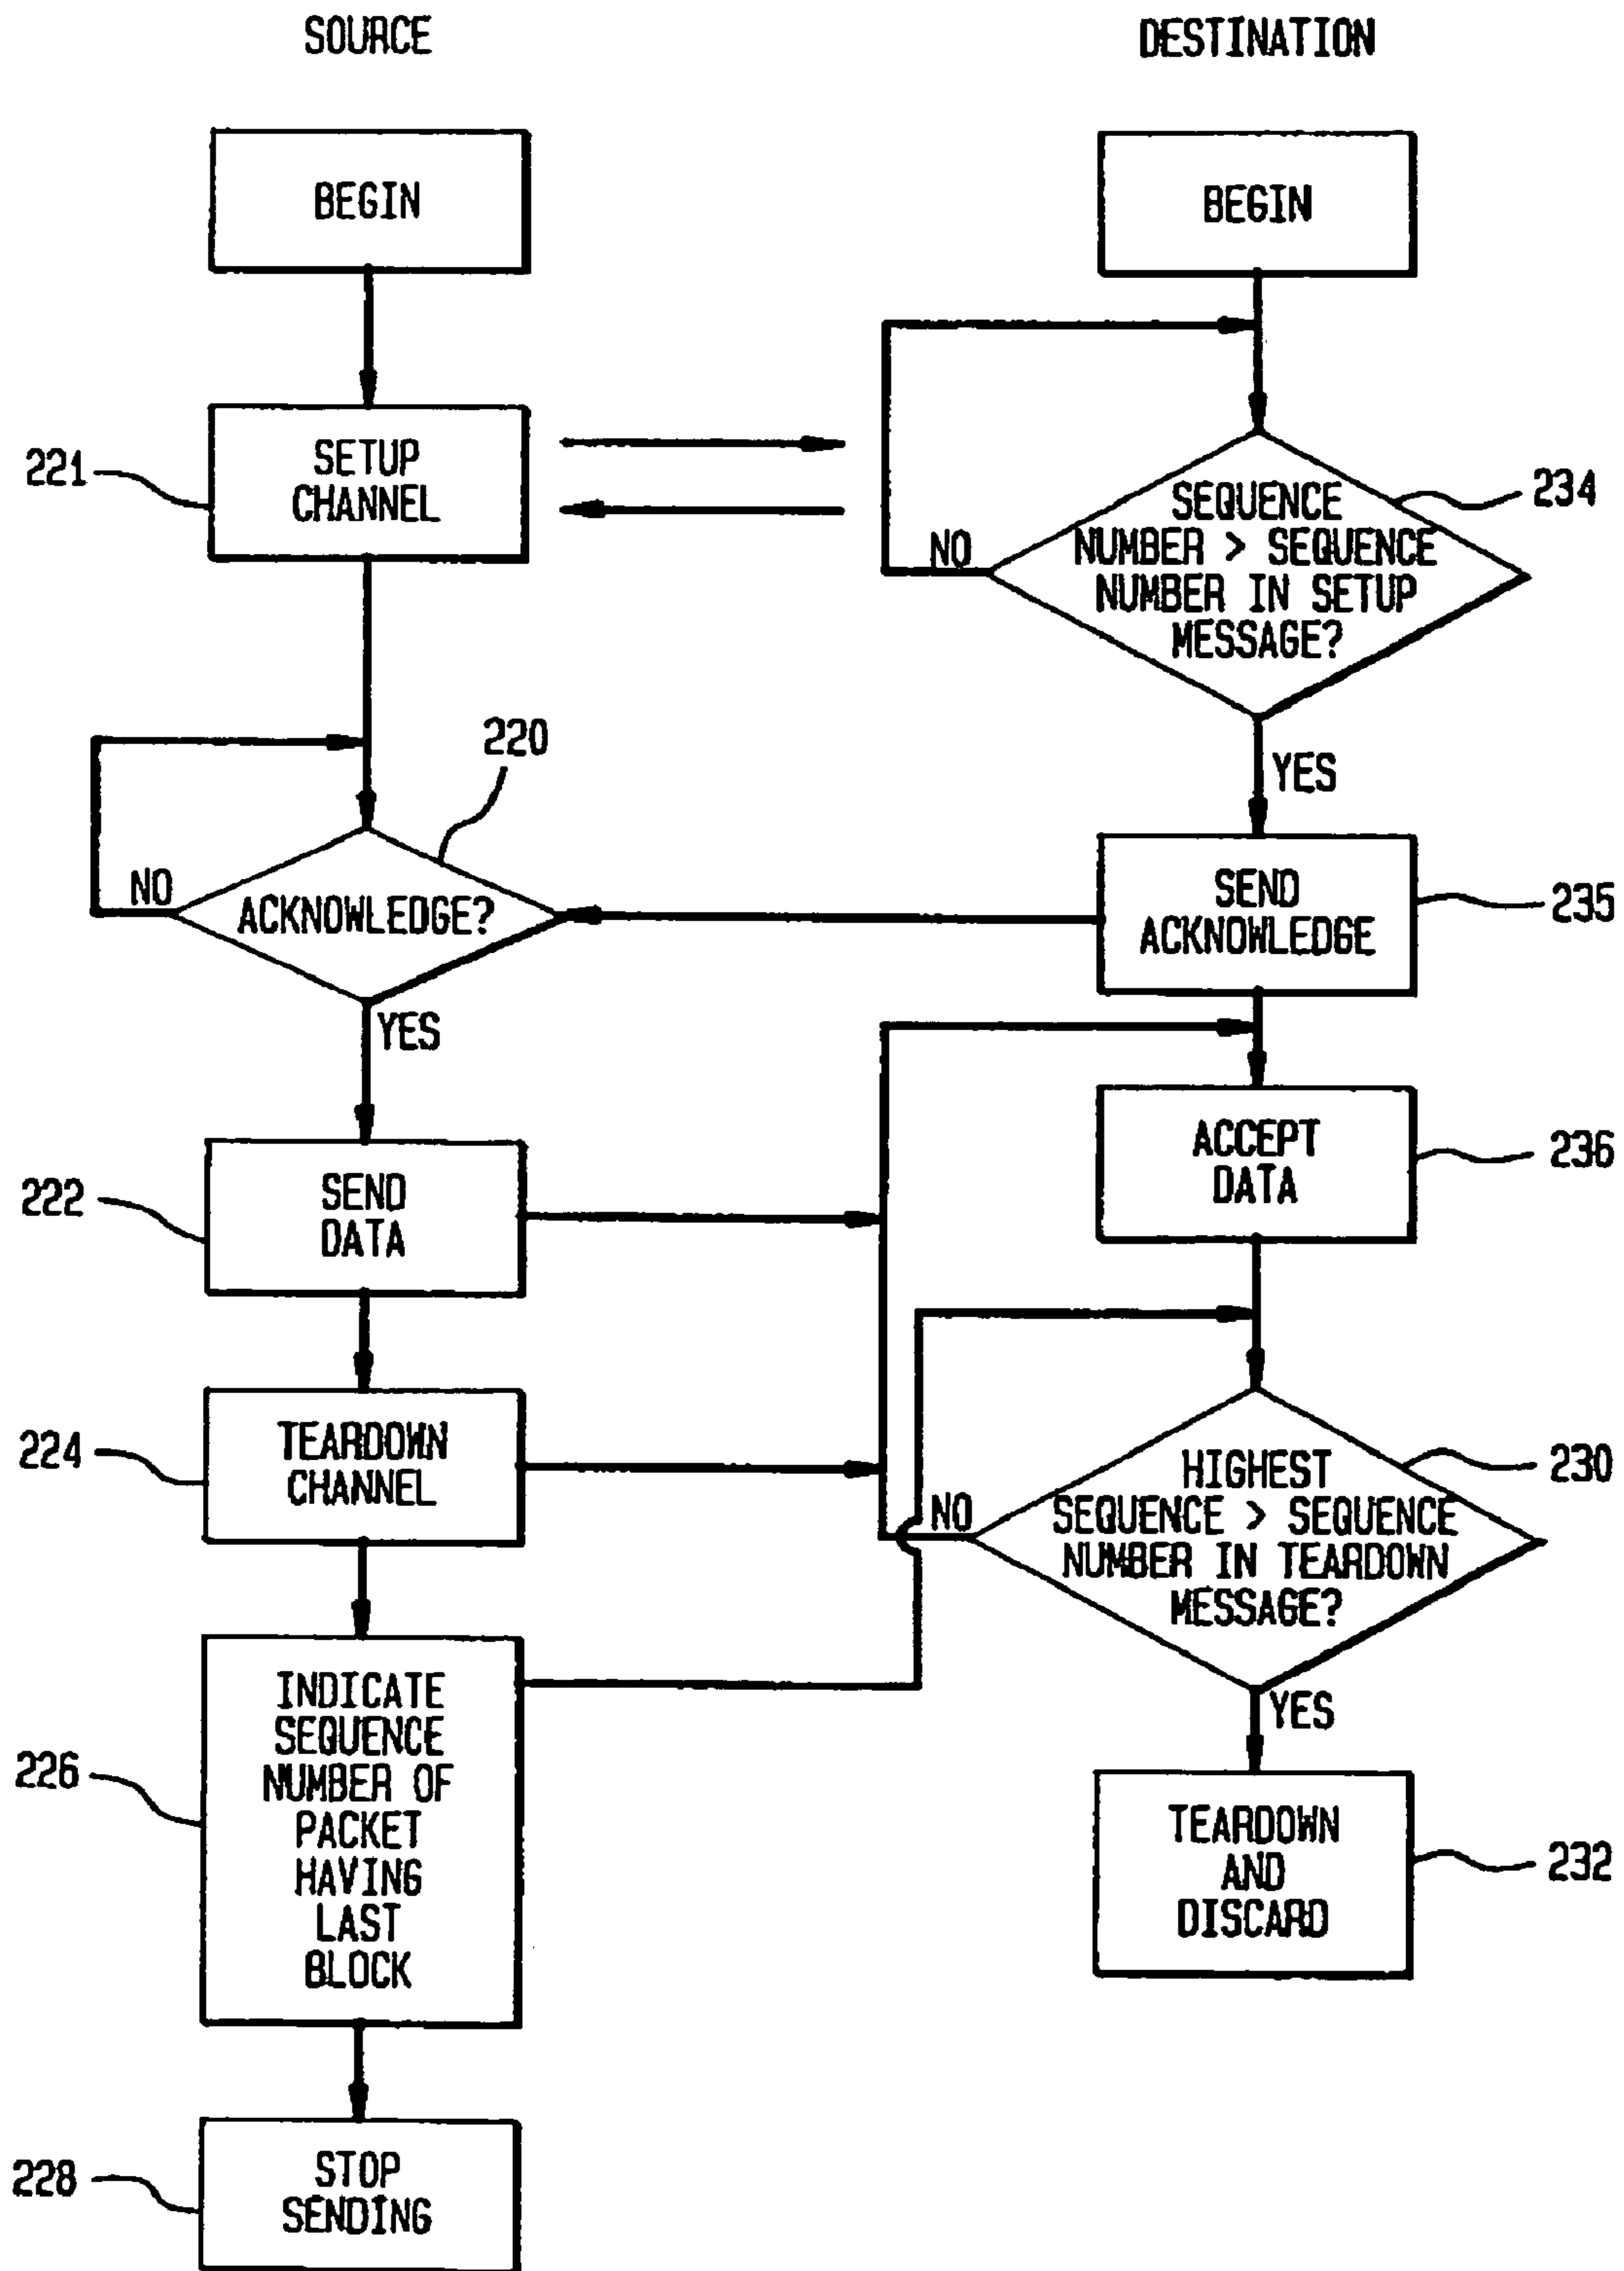 SOURCE
DESTINATION
BEGIN
BEGIN
221
SETUP
CHANNEL
234
SEQUENCE
NUMBER > SEQUENCE
NUMBER IN SETUP
MESSAGE?
NO
YES
220
NO
ACKNOWLEDGE?
YES
SEND
ACKNOWLEDGE
235
ACCEPT
DATA
236
222
SEND
DATA
224
TEARDOWN
CHANNEL
NO
HIGHEST
SEQUENCE > SEQUENCE
NUMBER IN TEARDOWN
MESSAGE?
230
YES
226
INDICATE
SEQUENCE
NUMBER OF
PACKET
HAVING
LAST
BLOCK
TEARDOWN
AND
DISCARD
232
228
STOP
SENDING